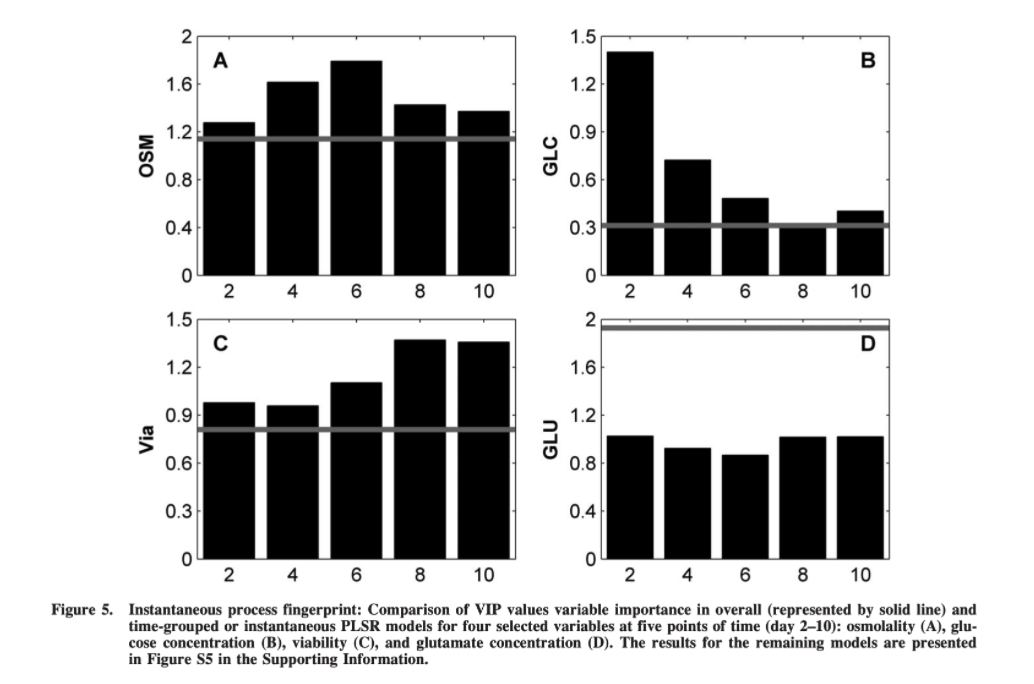 2
1.6
1.2
0.8
0.4
0
OSM
A
2 4 6 8 10
1.5
1.2
0.9
0.6
0.3
0
GLC
B
2 4 6 8 10
1.5
1.2
0.9
0.6
0.3
0
Via
C
2 4 6 8 10
2
1.6
1.2
0.8
0.4
0
GLU
D
2 4 6 8 10
Figure 5. Instantaneous process fingerprint: Comparison of VIP values variable importance in overall (represented by solid line) and
time-grouped or instantaneous PLSR models for four selected variables at five points of time (day 2–10): osmolality (A), glu-
cose concentration (B), viability (C), and glutamate concentration (D). The results for the remaining models are presented
in Figure S5 in the Supporting Information.